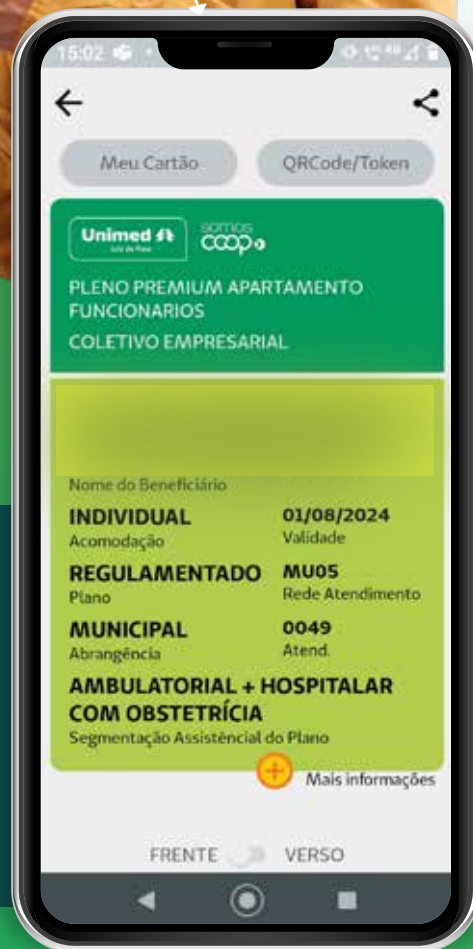 15:02
Meu Cartão
QRCode/Token
Unimed
somos
coop
PLENO PREMIUM APARTAMENTO
FUNCIONARIOS
COLETIVO EMPRESARIAL
Nome do Beneficiário
INDIVIDUAL 01/08/2024
Acomodação Validade
REGULAMENTADO MU05
Plano Rede Atendimento
MUNICIPAL 0049
Abrangência Atend.
AMBULATORIAL + HOSPITALAR
COM OBSTETRÍCIA
Segmentação Assistêncial do Plano
Mais informações
FRENTE VERSO